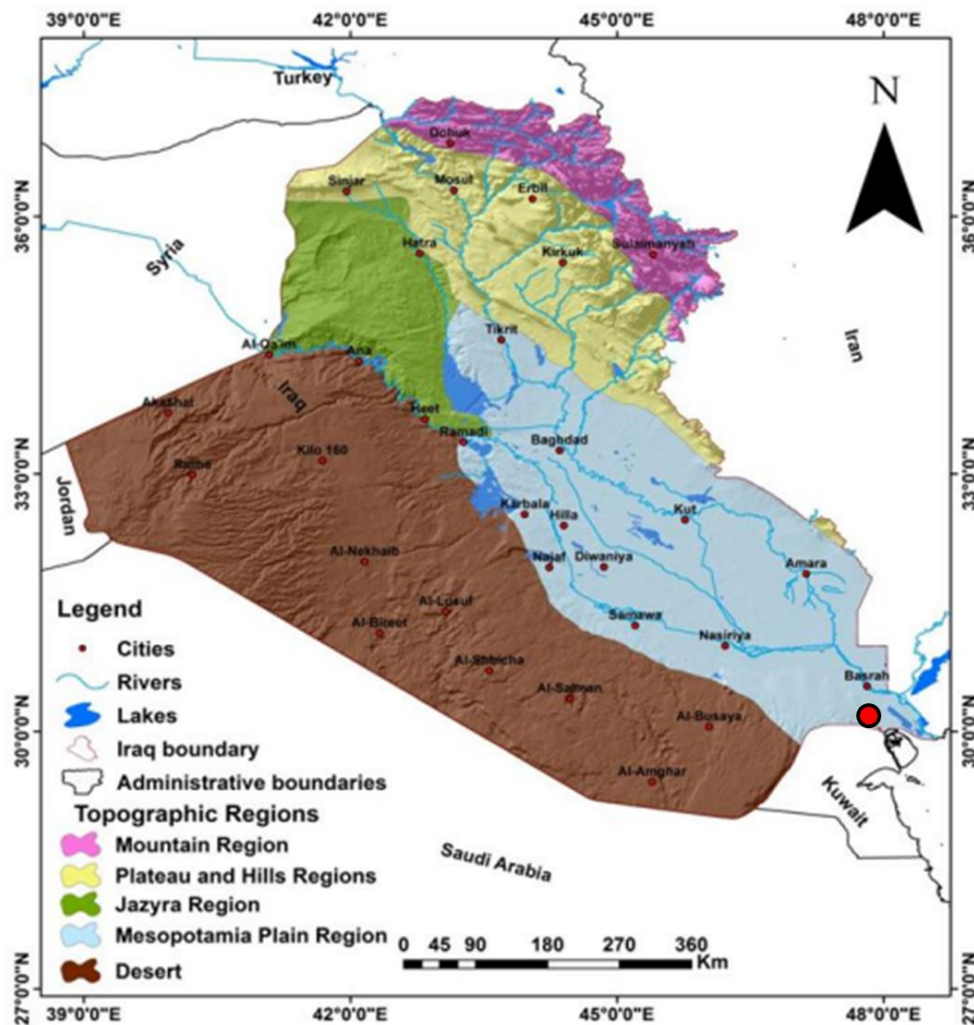 39°0'0"E 42°0'0"E 45°0'0"E 48°0'0"E
N
Turkey
Dohuk
Sinjar Mosul Erbil
36°0'0"N 36°0'0"N
Hatra Kirkuk Sulaimanyah
Syria
Tikrit
Iran
Al-Qa'im Ana
Iraq
Akashat Heet
Ramadi Baghdad
Rutba Kilo 160
33°0'0"N 33°0'0"N
Jordan
Karbala Hilla Kut
Al-Nekhaib Najaf Diwaniya Amara
Legend
Al-Lusuf
Al-Biteet Samawa
Cities
Nasiriya
Al-Shbicha
Rivers
Basrah
Al-Salman
Lakes
Al-Busaya
30°0'0"N 30°0'0"N
Iraq boundary
Al-Amghar
Administrative boundaries
Kuwait
Topographic Regions
Mountain Region
Saudi Arabia
Plateau and Hills Regions
Jazyra Region
Mesopotamia Plain Region
0 45 90 180 270 360
Km
Desert
27°0'0"N 27°0'0"N
39°0'0"E 42°0'0"E 45°0'0"E 48°0'0"E